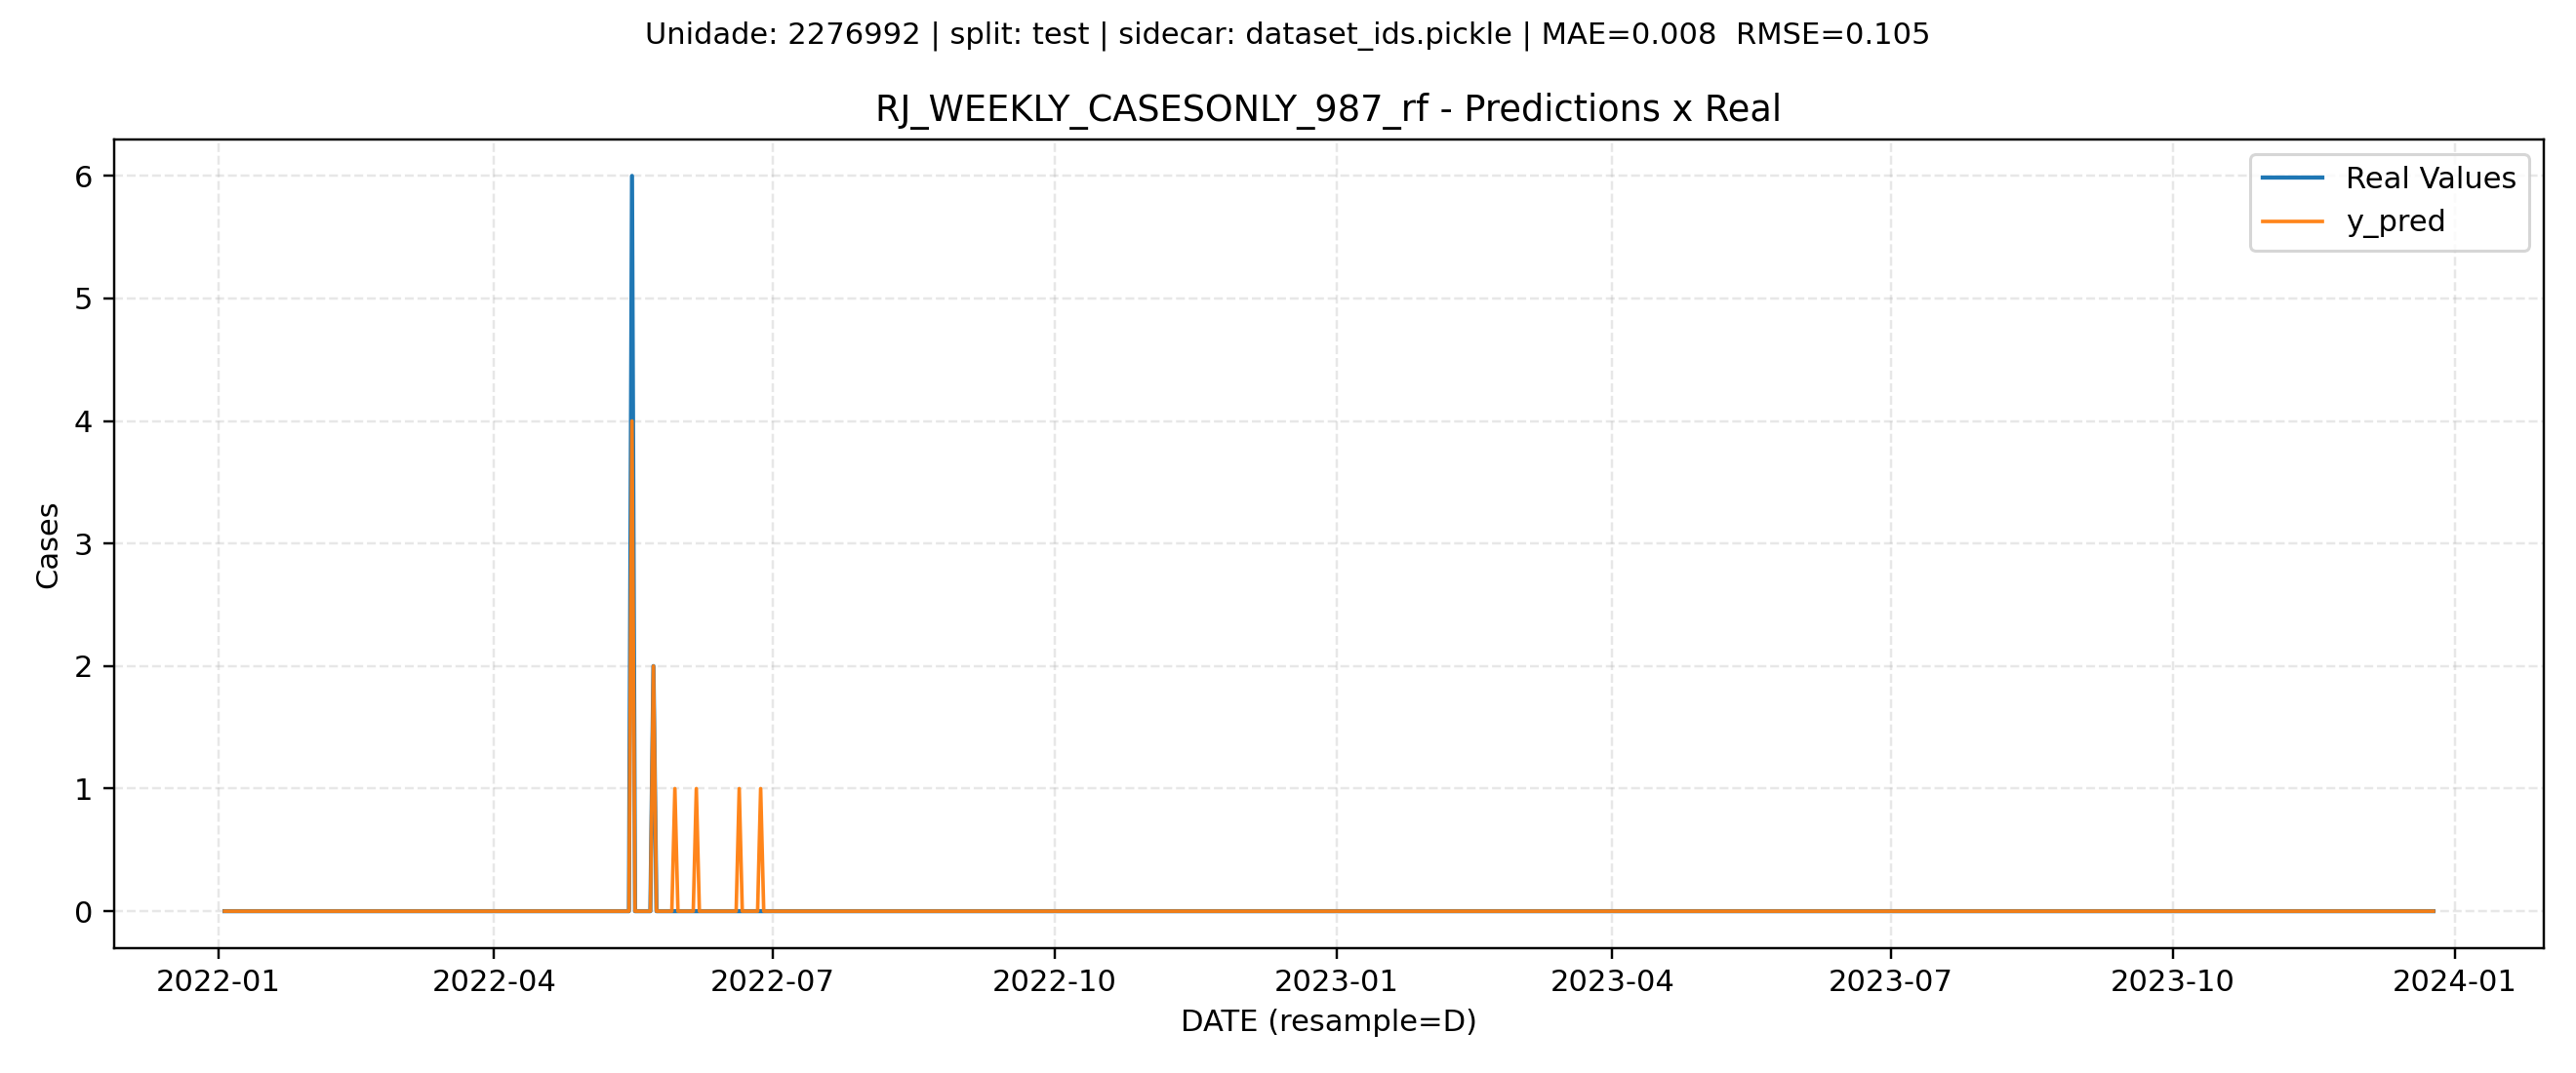 Unidade: 2276992 | split: test | sidecar: dataset_ids.pickle | MAE=0.008  RMSE=0.105
RJ_WEEKLY_CASESONLY_987_rf - Predictions x Real
Real Values
y_pred
6
5
4
3
2
1
0
Cases
2022-01
2022-04
2022-07
2022-10
2023-01
2023-04
2023-07
2023-10
2024-01
DATE (resample=D)